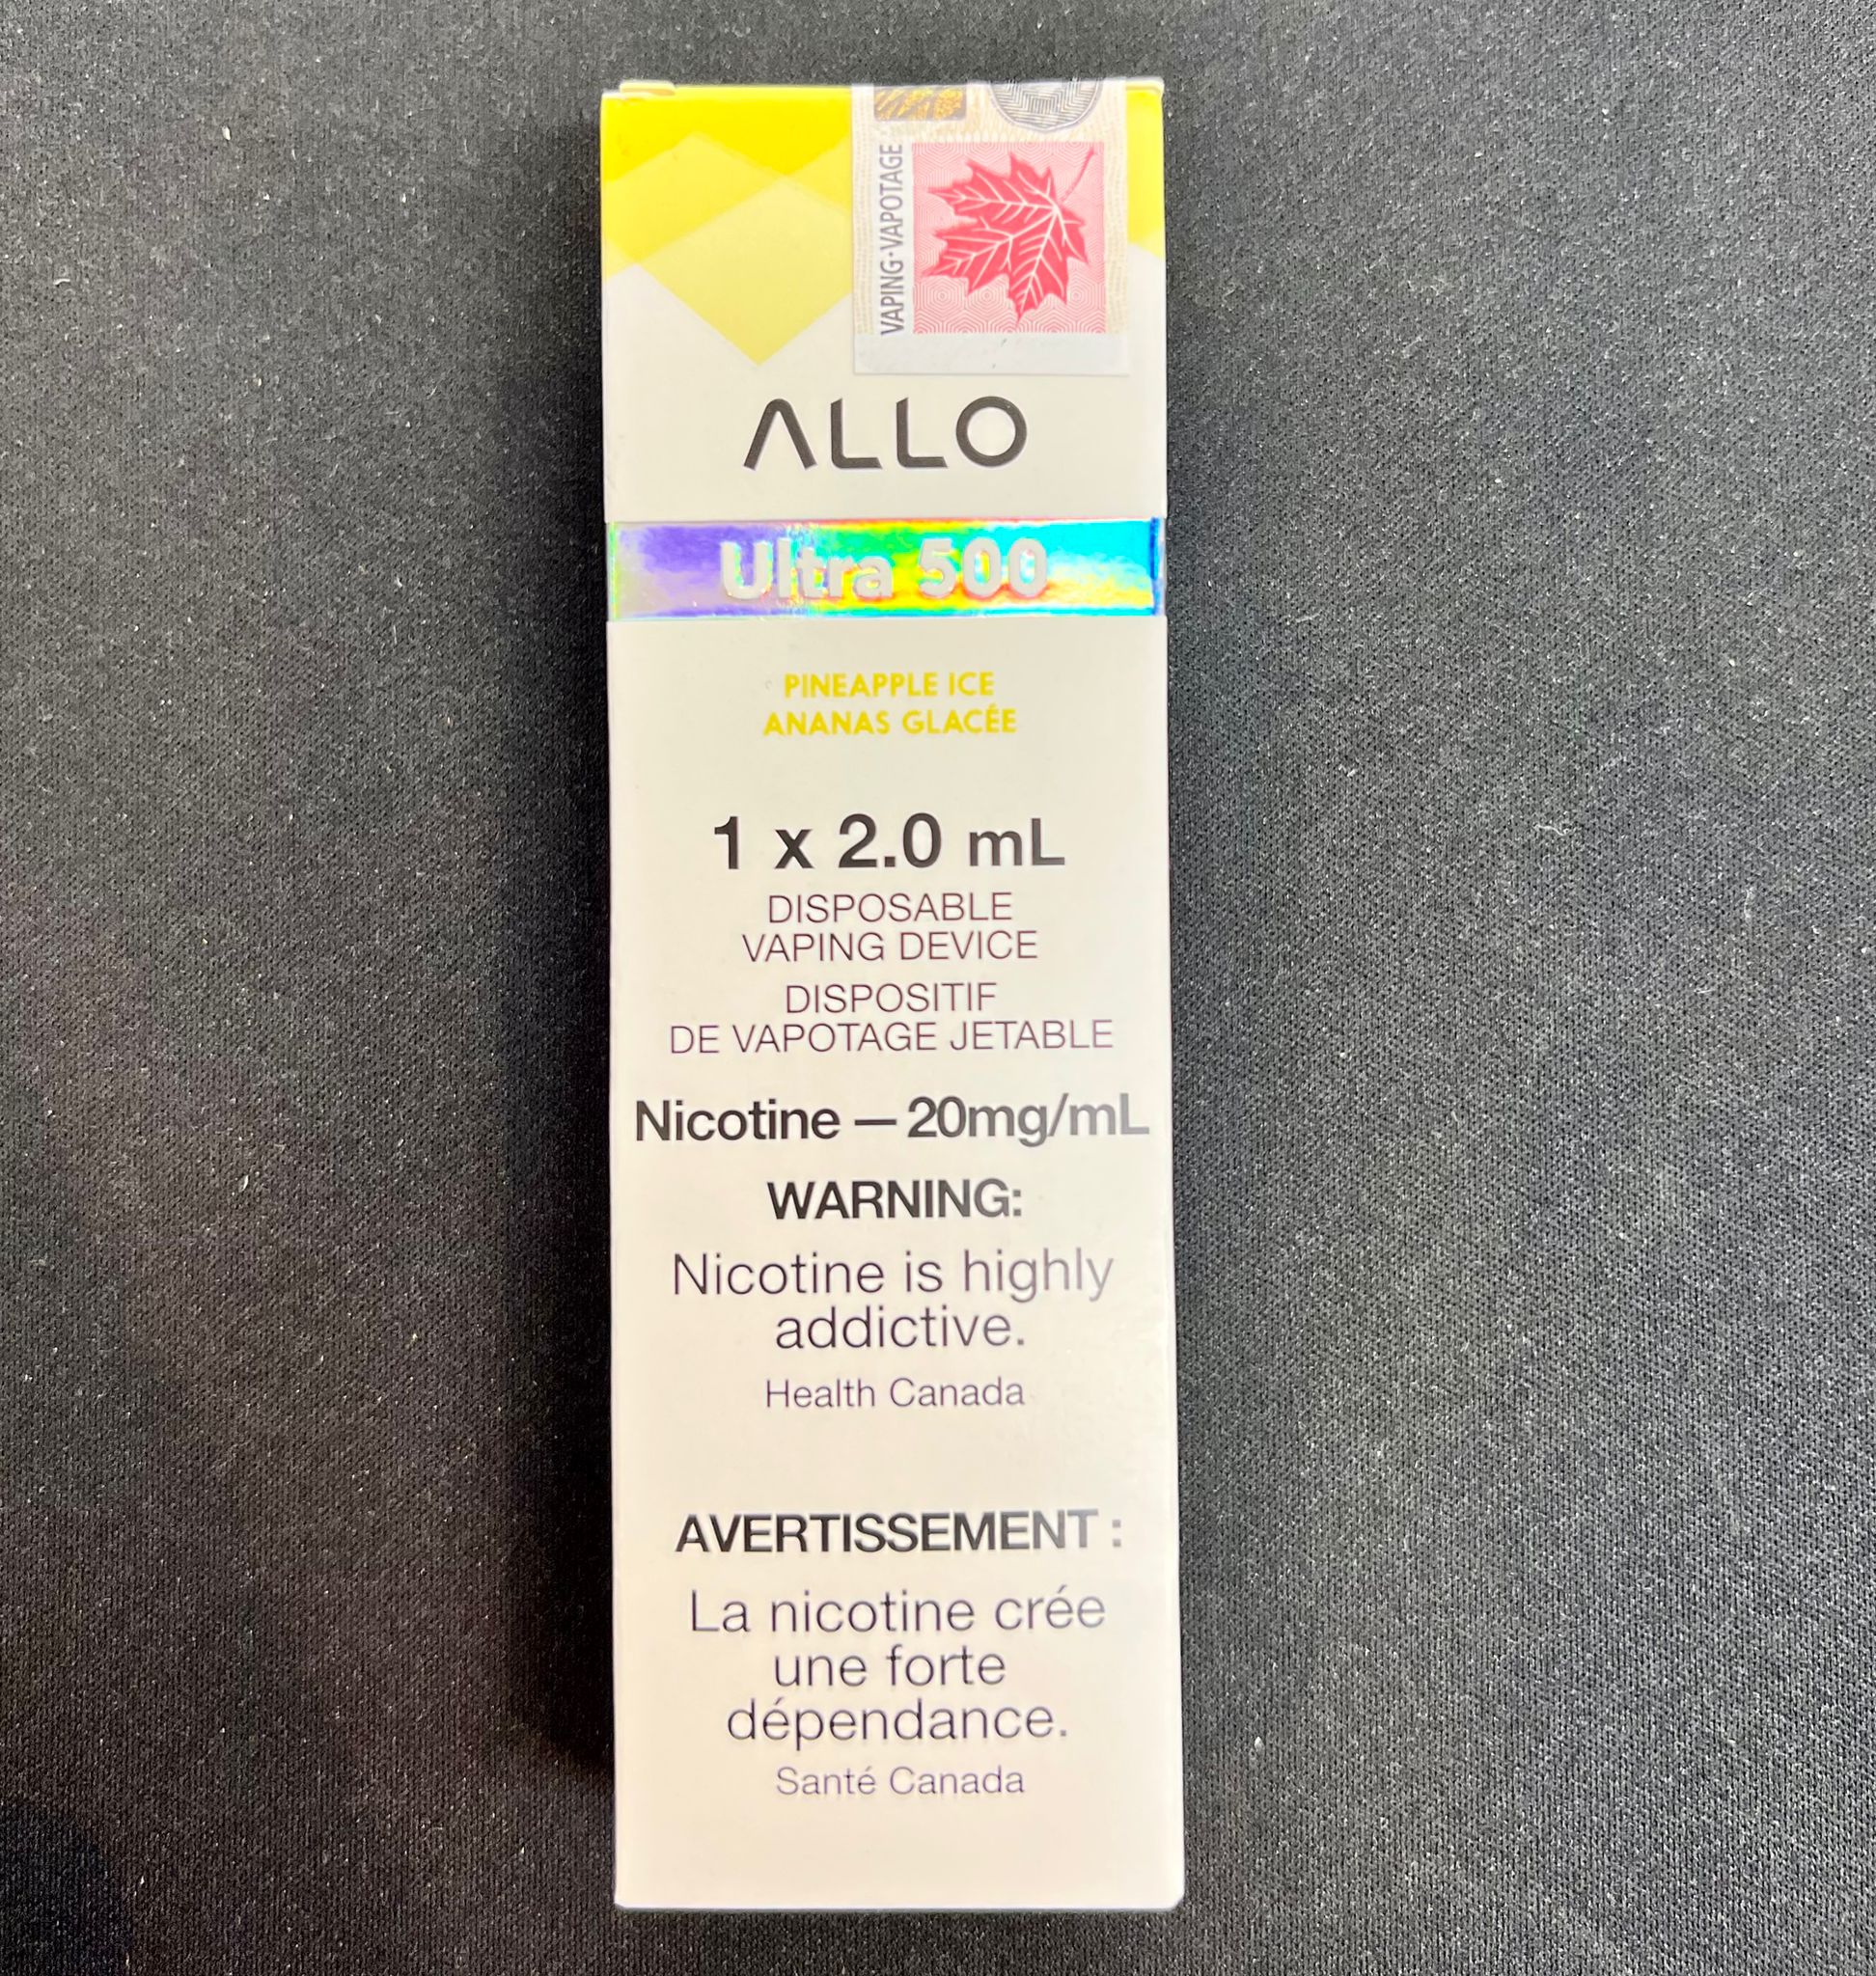 VAPING·VAPOTAGE
ALLO
Ultra 500
PINEAPPLE ICE
ANANAS GLACÉE
1 x 2.0 mL
DISPOSABLE
VAPING DEVICE
DISPOSITIF
DE VAPOTAGE JETABLE
Nicotine — 20mg/mL
WARNING:
Nicotine is highly
addictive.
Health Canada
AVERTISSEMENT :
La nicotine crée
une forte
dépendance.
Santé Canada